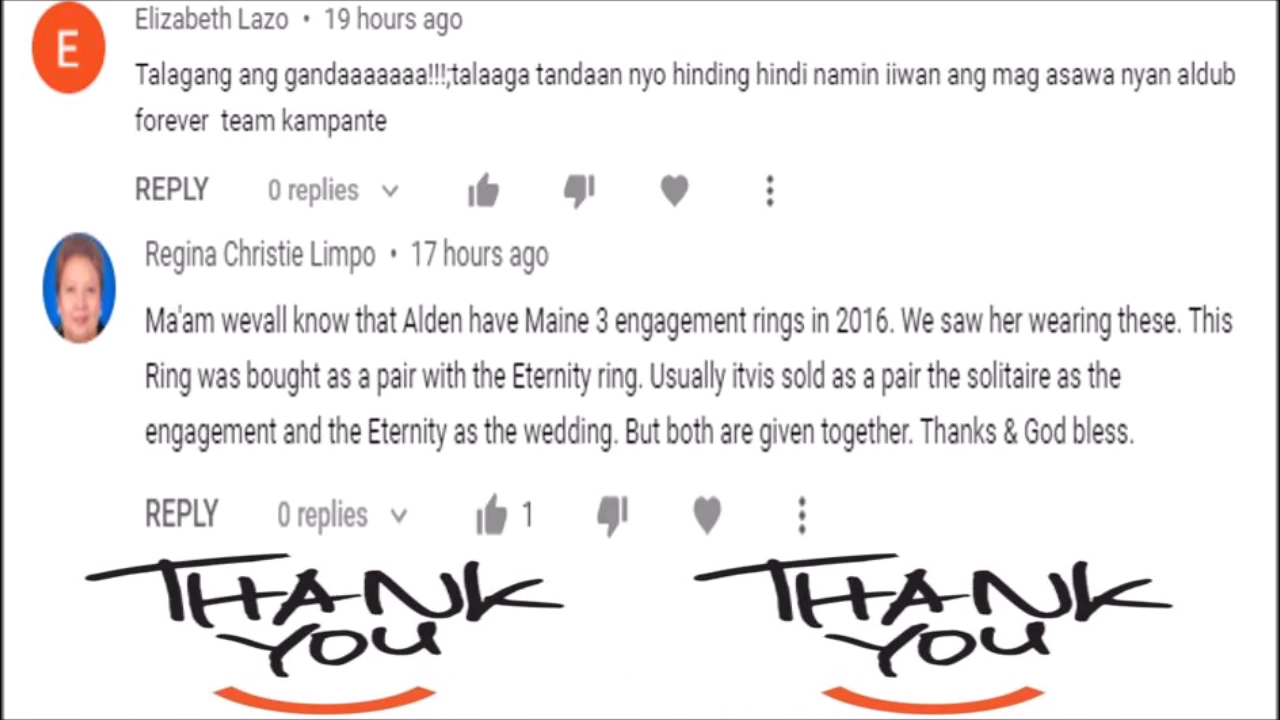 E
Elizabeth Lazo • 19 hours ago
Talagang ang gandaaaaaaa!!!;talaaga tandaan nyo hinding hindi namin iiwan ang mag asawa nyan aldub
forever team kampante
REPLY 0 replies
Regina Christie Limpo • 17 hours ago
Ma'am wevall know that Alden have Maine 3 engagement rings in 2016. We saw her wearing these. This
Ring was bought as a pair with the Eternity ring. Usually itvis sold as a pair the solitaire as the
engagement and the Eternity as the wedding. But both are given together. Thanks & God bless.
REPLY 0 replies 1
THANK THANK
YOU YOU